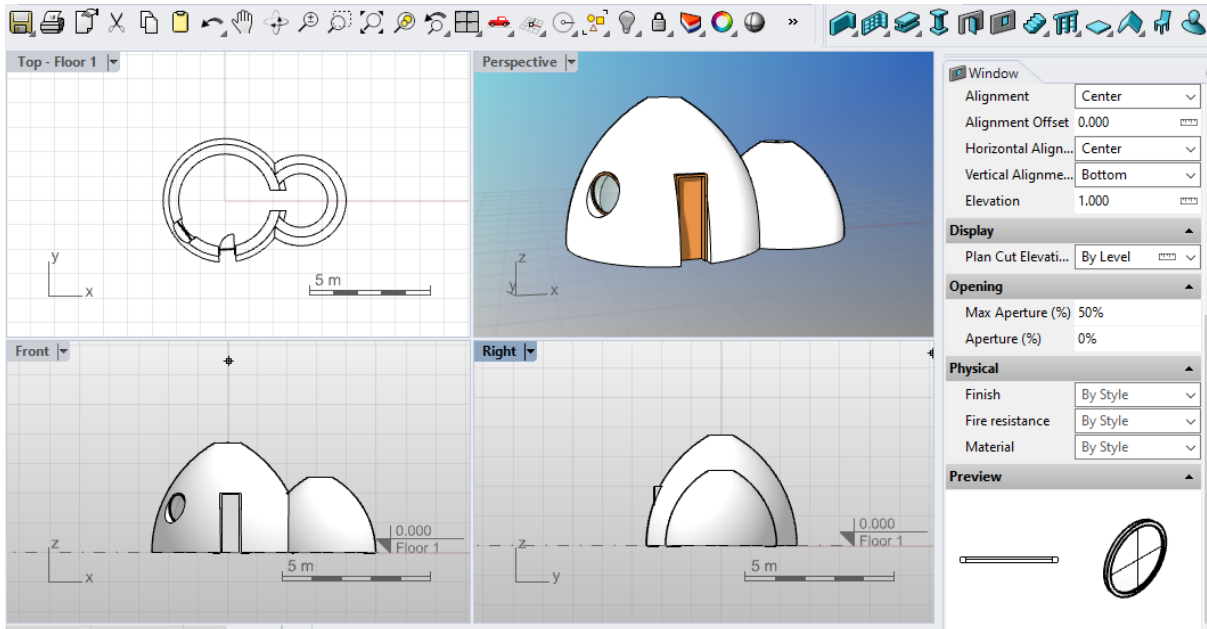 »
Top - Floor 1
y
x
5 m
Perspective
z
y
x
Front
z
x
0.000
Floor 1
5 m
Right
z
y
0.000
Floor 1
5 m
Window
Alignment Center
Alignment Offset 0.000
Horizontal Align... Center
Vertical Alignme... Bottom
Elevation 1.000
Display
Plan Cut Elevati... By Level
Opening
Max Aperture (%) 50%
Aperture (%) 0%
Physical
Finish By Style
Fire resistance By Style
Material By Style
Preview